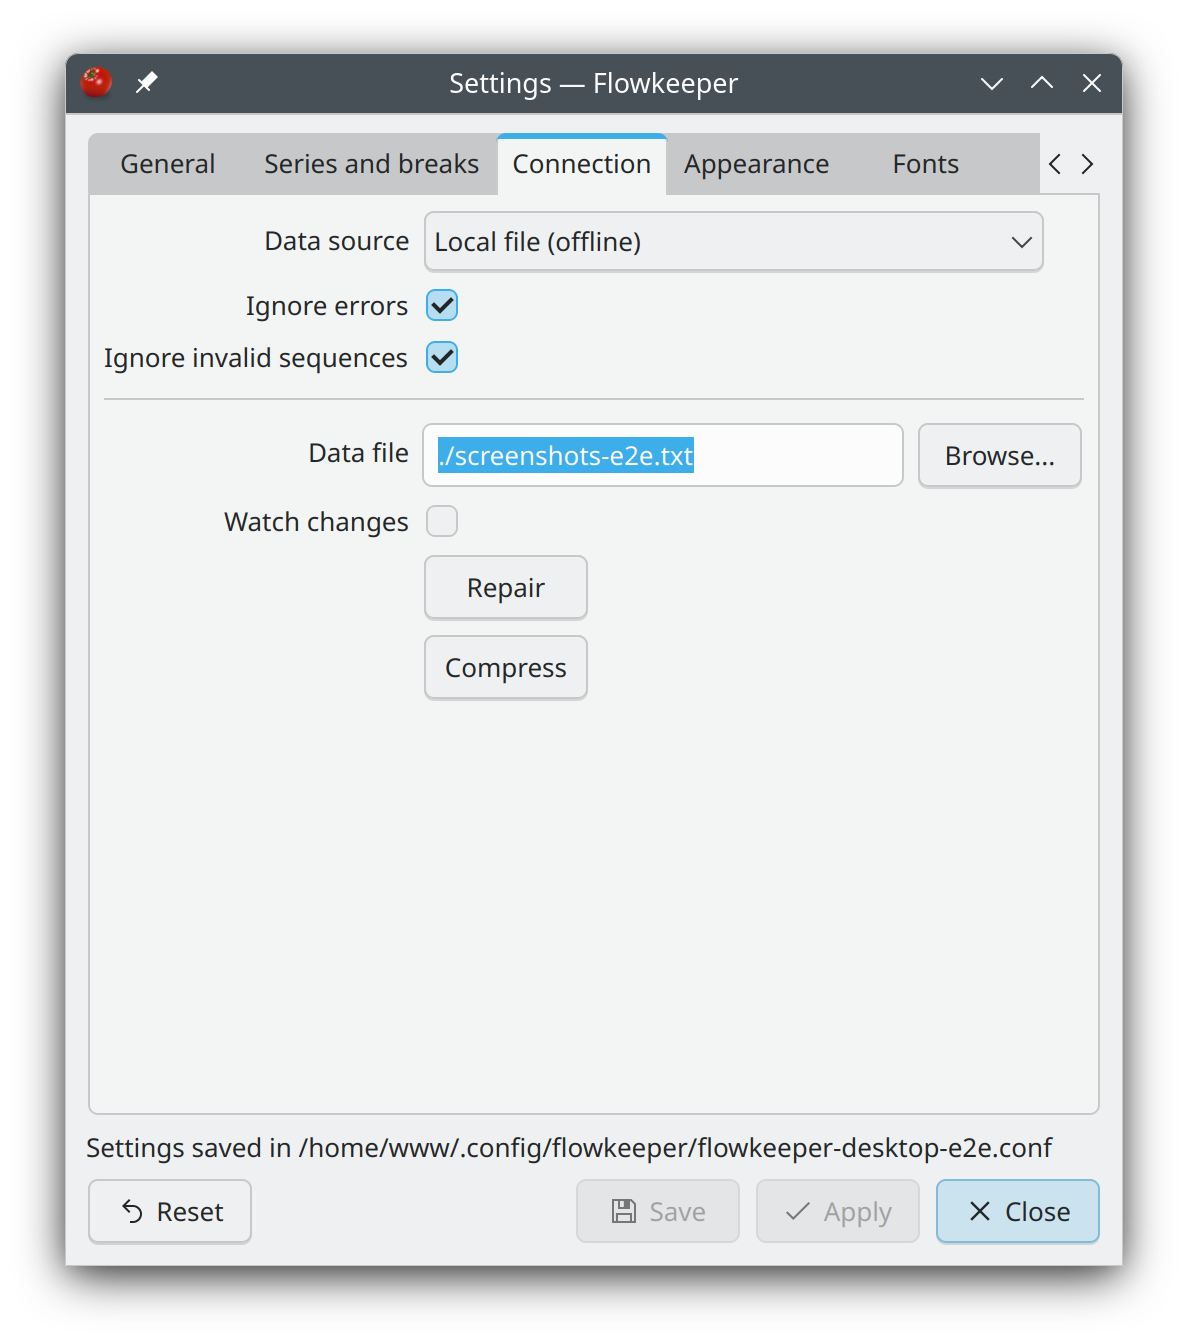 Settings — Flowkeeper
General Series and breaks Connection Appearance Fonts
Data source Local file (offline)
Ignore errors
Ignore invalid sequences
Data file ./screenshots-e2e.txt Browse...
Watch changes
Repair
Compress
Settings saved in /home/www/.config/flowkeeper/flowkeeper-desktop-e2e.conf
Reset Save Apply Close